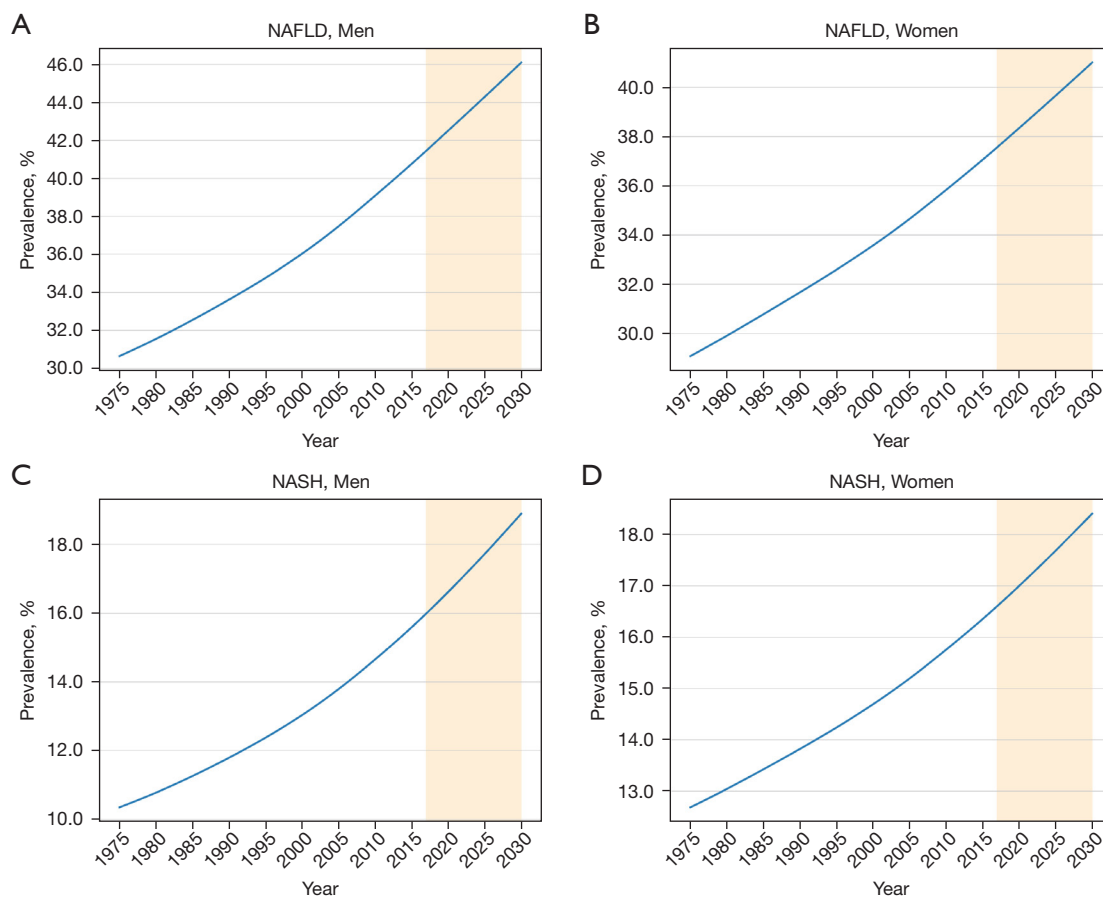 A
NAFLD, Men
Prevalence, %
46.0
44.0
42.0
40.0
38.0
36.0
34.0
32.0
30.0
1975 1980 1985 1990 1995 2000 2005 2010 2015 2020 2025 2030
Year
B
NAFLD, Women
Prevalence, %
40.0
38.0
36.0
34.0
32.0
30.0
1975 1980 1985 1990 1995 2000 2005 2010 2015 2020 2025 2030
Year
C
NASH, Men
Prevalence, %
18.0
16.0
14.0
12.0
10.0
1975 1980 1985 1990 1995 2000 2005 2010 2015 2020 2025 2030
Year
D
NASH, Women
Prevalence, %
18.0
17.0
16.0
15.0
14.0
13.0
1975 1980 1985 1990 1995 2000 2005 2010 2015 2020 2025 2030
Year